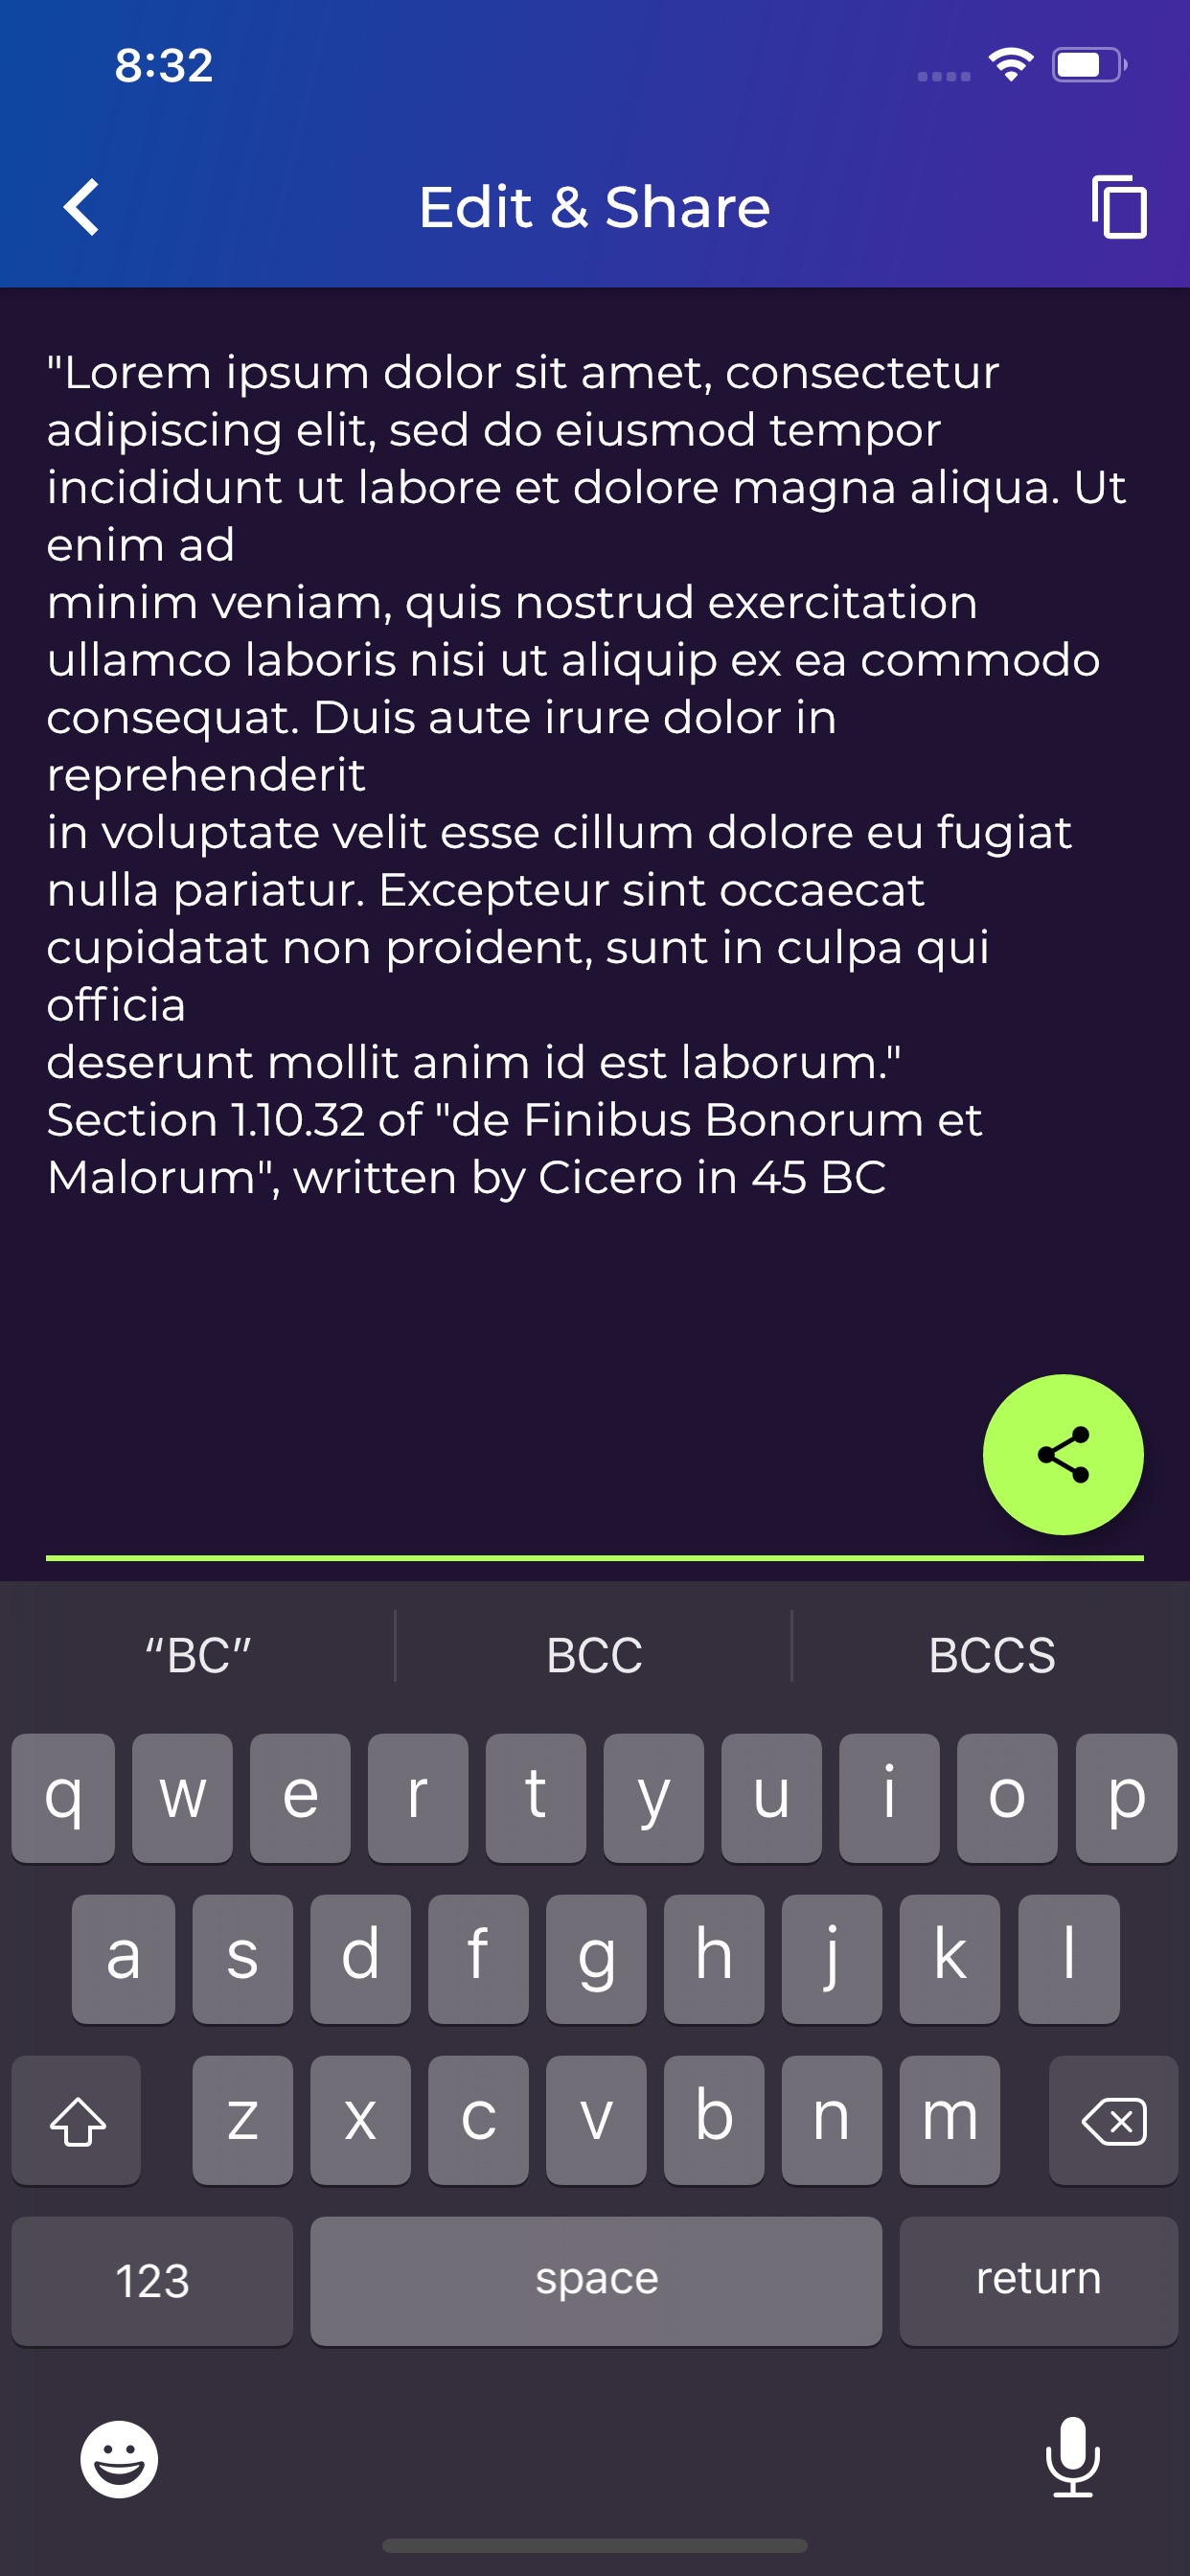 8:32
Edit & Share
"Lorem ipsum dolor sit amet, consectetur
adipiscing elit, sed do eiusmod tempor
incididunt ut labore et dolore magna aliqua. Ut
enim ad
minim veniam, quis nostrud exercitation
ullamco laboris nisi ut aliquip ex ea commodo
consequat. Duis aute irure dolor in
reprehenderit
in voluptate velit esse cillum dolore eu fugiat
nulla pariatur. Excepteur sint occaecat
cupidatat non proident, sunt in culpa qui
officia
deserunt mollit anim id est laborum."
Section 1.10.32 of "de Finibus Bonorum et
Malorum", written by Cicero in 45 BC
“BC” BCC BCCS
q w e r t y u i o p
a s d f g h j k l
z x c v b n m
123 space return